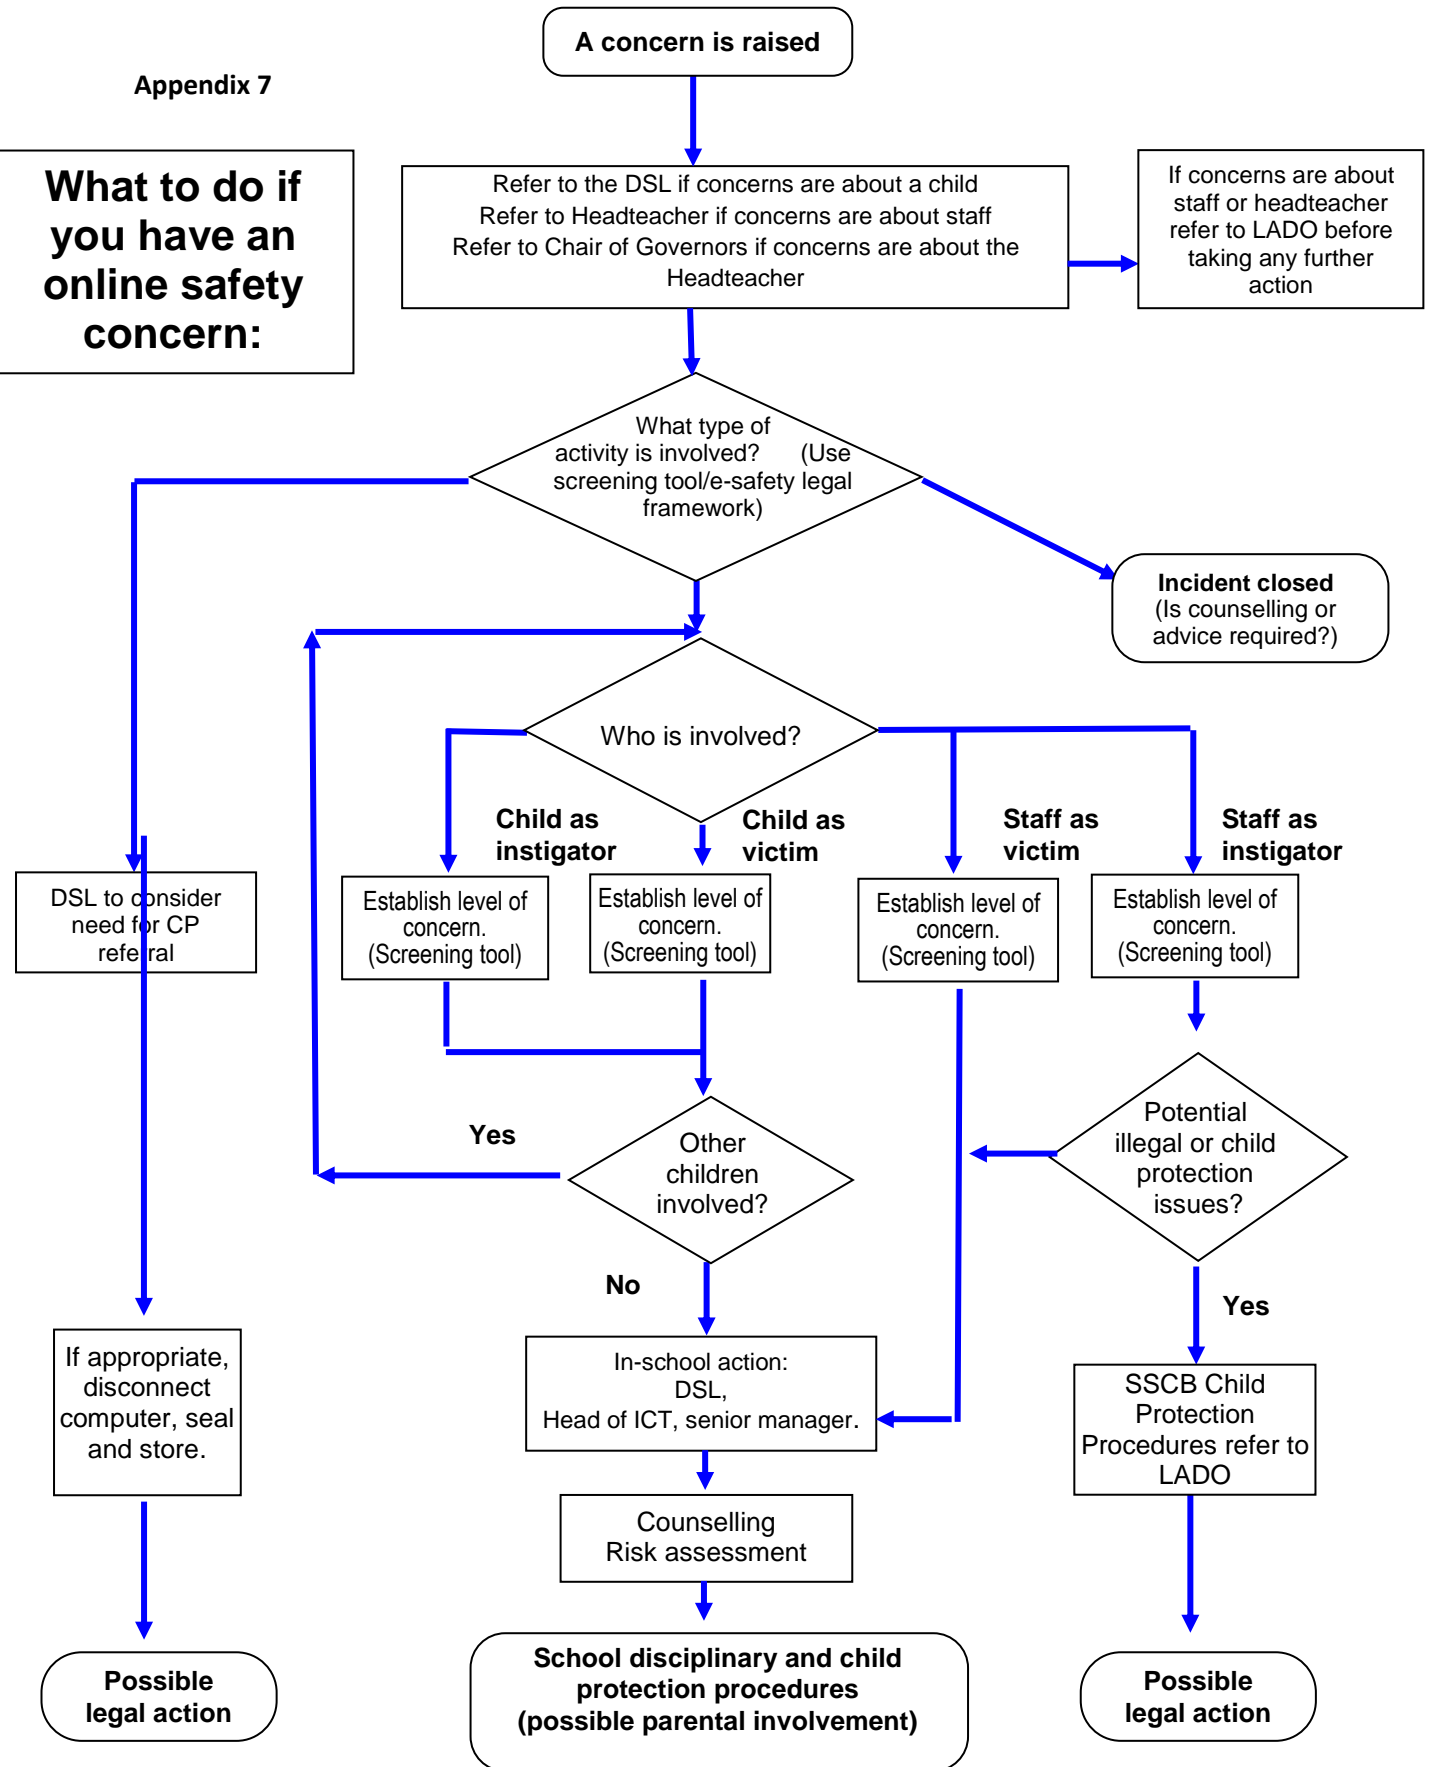 A concern is raised
Appendix 7
What to do if
you have an
online safety
concern:
Refer to the DSL if concerns are about a child
Refer to Headteacher if concerns are about staff
Refer to Chair of Governors if concerns are about the
Headteacher
If concerns are about
staff or headteacher
refer to LADO before
taking any further
action
What type of
activity is involved? (Use
screening tool/e-safety legal
framework)
Incident closed
(Is counselling or
advice required?)
Who is involved?
Child as
instigator
Child as
victim
Staff as
victim
Staff as
instigator
DSL to consider
need for CP
referral
Establish level of
concern.
(Screening tool)
Establish level of
concern.
(Screening tool)
Establish level of
concern.
(Screening tool)
Establish level of
concern.
(Screening tool)
Yes
Other
children
involved?
Potential
illegal or child
protection
issues?
No
Yes
If appropriate,
disconnect
computer, seal
and store.
In-school action:
DSL,
Head of ICT, senior manager.
SSCB Child
Protection
Procedures refer to
LADO
Counselling
Risk assessment
Possible
legal action
School disciplinary and child
protection procedures
(possible parental involvement)
Possible
legal action